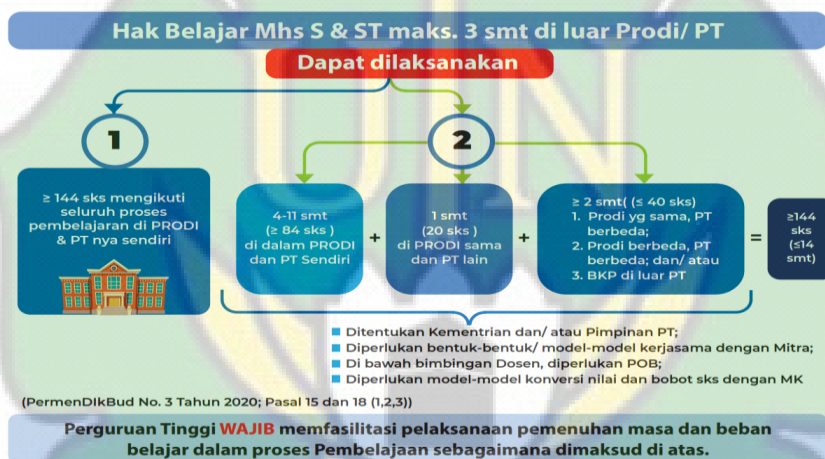 Hak Belajar Mhs S & ST maks. 3 smt di luar Prodi/ PT
Dapat dilaksanakan
1
2
≥ 144 sks mengikuti
seluruh proses
pembelajaran di PRODI
& PT nya sendiri
4-11 smt
(≥ 84 sks )
di dalam PRODI
dan PT Sendiri
+
1 smt
(20 sks )
di PRODI sama
dan PT lain
+
≥ 2 smt( (≤ 40 sks)
1. Prodi yg sama, PT
berbeda;
2. Prodi berbeda, PT
berbeda; dan/ atau
3. BKP di luar PT
=
≥144
sks
(≤14
smt)
■ Ditentukan Kementrian dan/ atau Pimpinan PT;
■ Diperlukan bentuk-bentuk/ model-model kerjasama dengan Mitra;
■ Di bawah bimbingan Dosen, diperlukan POB;
■ Diperlukan model-model konversi nilai dan bobot sks dengan MK
(PermenDIkBud No. 3 Tahun 2020; Pasal 15 dan 18 (1,2,3))
Perguruan Tinggi WAJIB memfasilitasi pelaksanaan pemenuhan masa dan beban
belajar dalam proses Pembelajaan sebagaimana dimaksud di atas.
UIN